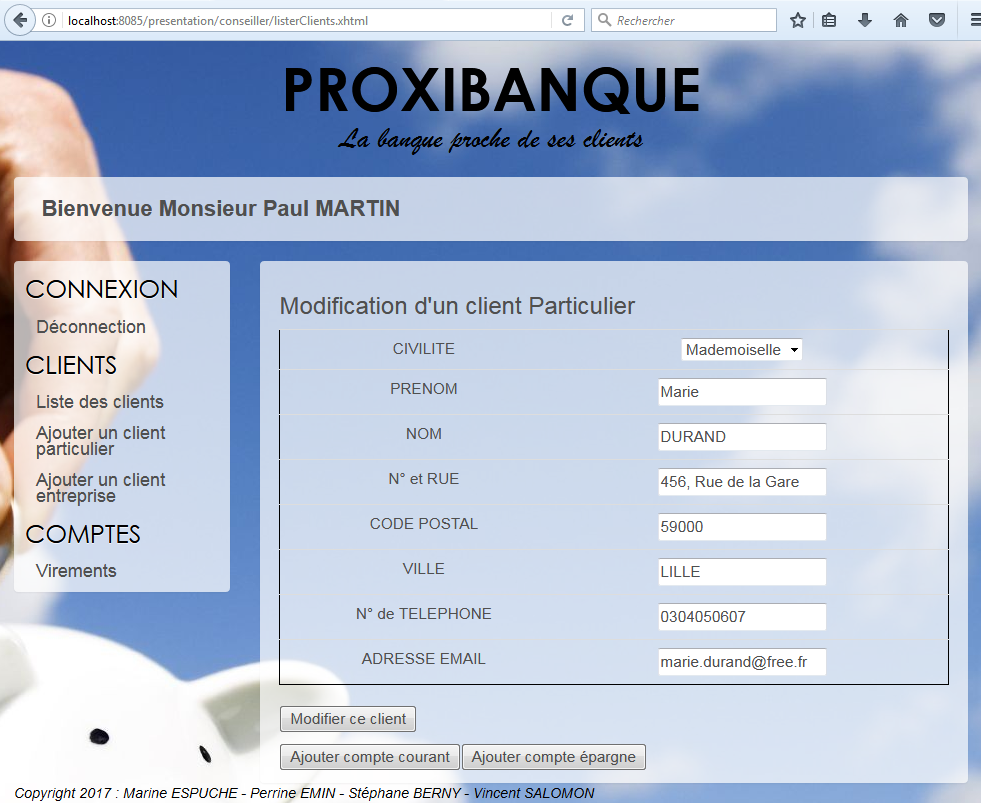 localhost:8085/presentation/conseiller/listerClients.xhtml
Rechercher
PROXIBANQUE
La banque proche de ses clients
Bienvenue Monsieur Paul MARTIN
CONNEXION
Déconnection
CLIENTS
Liste des clients
Ajouter un client
particulier
Ajouter un client
entreprise
COMPTES
Virements
Modification d'un client Particulier
CIVILITE Mademoiselle
PRENOM Marie
NOM DURAND
N° et RUE 456, Rue de la Gare
CODE POSTAL 59000
VILLE LILLE
N° de TELEPHONE 0304050607
ADRESSE EMAIL marie.durand@free.fr
Modifier ce client
Ajouter compte courant Ajouter compte épargne
Copyright 2017 : Marine ESPUCHE - Perrine EMIN - Stéphane BERNY - Vincent SALOMON